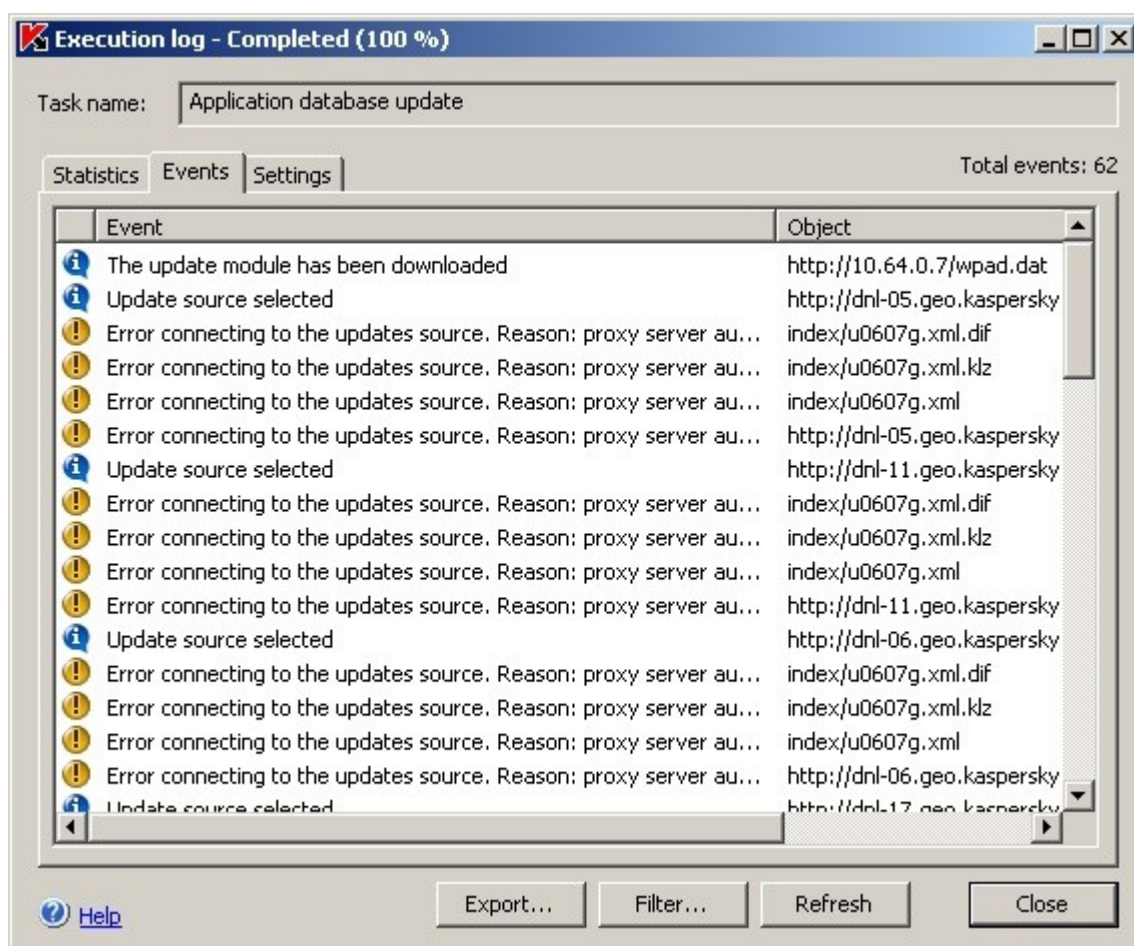 Execution log - Completed (100 %)
Task name: Application database update
Statistics Events Settings Total events: 62
Event Object
The update module has been downloaded http://10.64.0.7/wpad.dat
Update source selected http://dnl-05.geo.kaspersky
Error connecting to the updates source. Reason: proxy server au... index/u0607g.xml.dif
Error connecting to the updates source. Reason: proxy server au... index/u0607g.xml.klz
Error connecting to the updates source. Reason: proxy server au... index/u0607g.xml
Error connecting to the updates source. Reason: proxy server au... http://dnl-05.geo.kaspersky
Update source selected http://dnl-11.geo.kaspersky
Error connecting to the updates source. Reason: proxy server au... index/u0607g.xml.dif
Error connecting to the updates source. Reason: proxy server au... index/u0607g.xml.klz
Error connecting to the updates source. Reason: proxy server au... index/u0607g.xml
Error connecting to the updates source. Reason: proxy server au... http://dnl-11.geo.kaspersky
Update source selected http://dnl-06.geo.kaspersky
Error connecting to the updates source. Reason: proxy server au... index/u0607g.xml.dif
Error connecting to the updates source. Reason: proxy server au... index/u0607g.xml.klz
Error connecting to the updates source. Reason: proxy server au... index/u0607g.xml
Error connecting to the updates source. Reason: proxy server au... http://dnl-06.geo.kaspersky
Update source selected http://dnl-17.geo.kaspersky
Help Export... Filter... Refresh Close